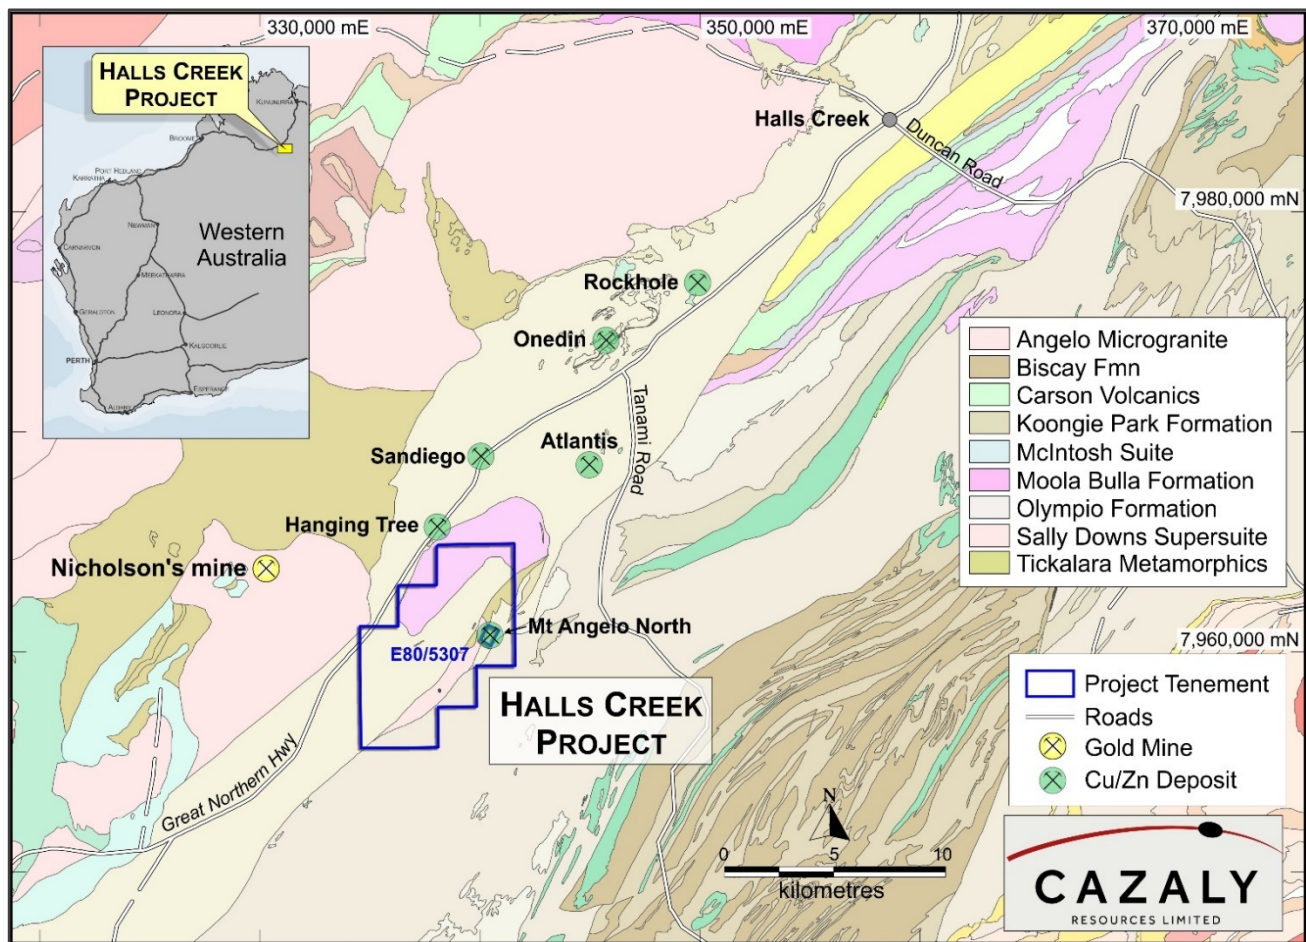 330,000 mE
350,000 mE
370,000 mE
HALLS CREEK
PROJECT
KUNUNURRA
BROOME
PORT HEDLAND
KARRATHA
NEWMAN
Western
Australia
CARNARVON
MEEKATHARRA
GERALDTON
LEONORA
KALGOORLIE
PERTH
ESPERANCE
ALBANY
Halls Creek
Duncan Road
7,980,000 mN
Rockhole
Onedin
Tanami Road
Atlantis
Sandiego
Hanging Tree
Nicholson's mine
Mt Angelo North
E80/5307
7,960,000 mN
HALLS CREEK
PROJECT
Great Northern Hwy
Angelo Microgranite
Biscay Fmn
Carson Volcanics
Koongie Park Formation
McIntosh Suite
Moola Bulla Formation
Olympio Formation
Sally Downs Supersuite
Tickalara Metamorphics
Project Tenement
Roads
Gold Mine
Cu/Zn Deposit
N
0 5 10
kilometres
CAZALY
RESOURCES LIMITED